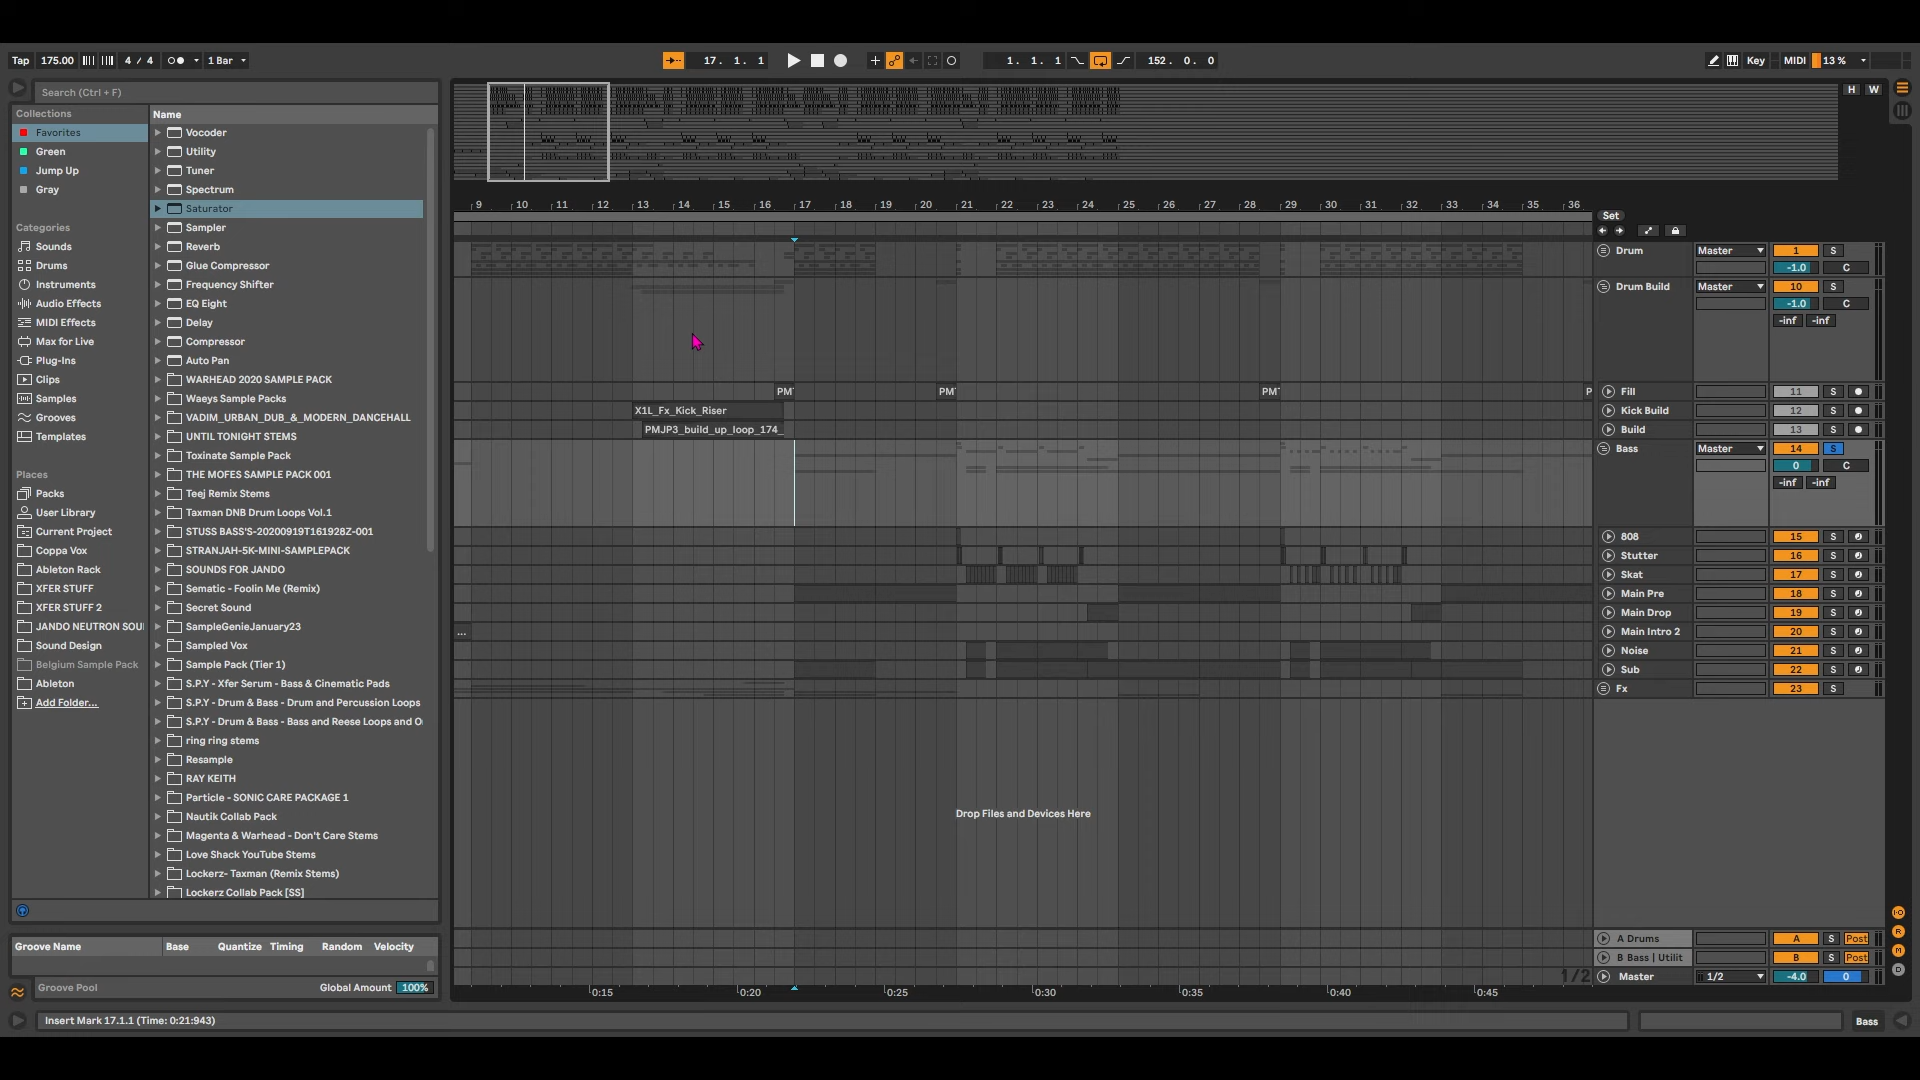 Tap 175.00 4 / 4 1 Bar 17. 1. 1 1. 1. 1 152. 0. 0 Key MIDI 13 %
Search (Ctrl + F)
H W
Collections
Favorites
Green
Jump Up
Gray
Categories
Sounds
Drums
Instruments
Audio Effects
MIDI Effects
Max for Live
Plug-Ins
Clips
Samples
Grooves
Templates
Places
Packs
User Library
Current Project
Coppa Vox
Ableton Rack
XFER STUFF
XFER STUFF 2
JANDO NEUTRON SOU
Sound Design
Belgium Sample Pack
Ableton
Add Folder...
Name
Vocoder
Utility
Tuner
Spectrum
Saturator
Sampler
Reverb
Glue Compressor
Frequency Shifter
EQ Eight
Delay
Compressor
Auto Pan
WARHEAD 2020 SAMPLE PACK
Waeys Sample Packs
VADIM_URBAN_DUB_&_MODERN_DANCEHALL
UNTIL TONIGHT STEMS
Toxinate Sample Pack
THE MOFES SAMPLE PACK 001
Teej Remix Stems
Taxman DNB Drum Loops Vol.1
STUSS BASS'S-20200919T161928Z-001
STRANJAH-5K-MINI-SAMPLEPACK
SOUNDS FOR JANDO
Sematic - Foolin Me (Remix)
Secret Sound
SampleGenieJanuary23
Sampled Vox
Sample Pack (Tier 1)
S.P.Y - Xfer Serum - Bass & Cinematic Pads
S.P.Y - Drum & Bass - Drum and Percussion Loops
S.P.Y - Drum & Bass - Bass and Reese Loops and O
ring ring stems
Resample
RAY KEITH
Particle - SONIC CARE PACKAGE 1
Nautik Collab Pack
Magenta & Warhead - Don't Care Stems
Love Shack YouTube Stems
Lockerz- Taxman (Remix Stems)
Lockerz Collab Pack [SS]
9 10 11 12 13 14 15 16 17 18 19 20 21 22 23 24 25 26 27 28 29 30 31 32 33 34 35 36
Set
Drum Master 1 S
-1.0 C
Drum Build Master 10 S
-1.0 C
-inf -inf
PM PM PM P Fill 11 S
X1L_Fx_Kick_Riser Kick Build 12 S
PMJP3_build_up_loop_174_ Build 13 S
Bass Master 14 S
0 C
-inf -inf
808 15 S
Stutter 16 S
Skat 17 S
Main Pre 18 S
Main Drop 19 S
... Main Intro 2 20 S
Noise 21 S
Sub 22 S
Fx 23 S
Drop Files and Devices Here
A Drums A S Post
B Bass | Utilit B S Post
1/2 Master 1/2 -4.0 0
0:15 0:20 0:25 0:30 0:35 0:40 0:45
I-O
R
M
D
Groove Name Base Quantize Timing Random Velocity
Groove Pool Global Amount 100%
Insert Mark 17.1.1 (Time: 0:21:943) Bass